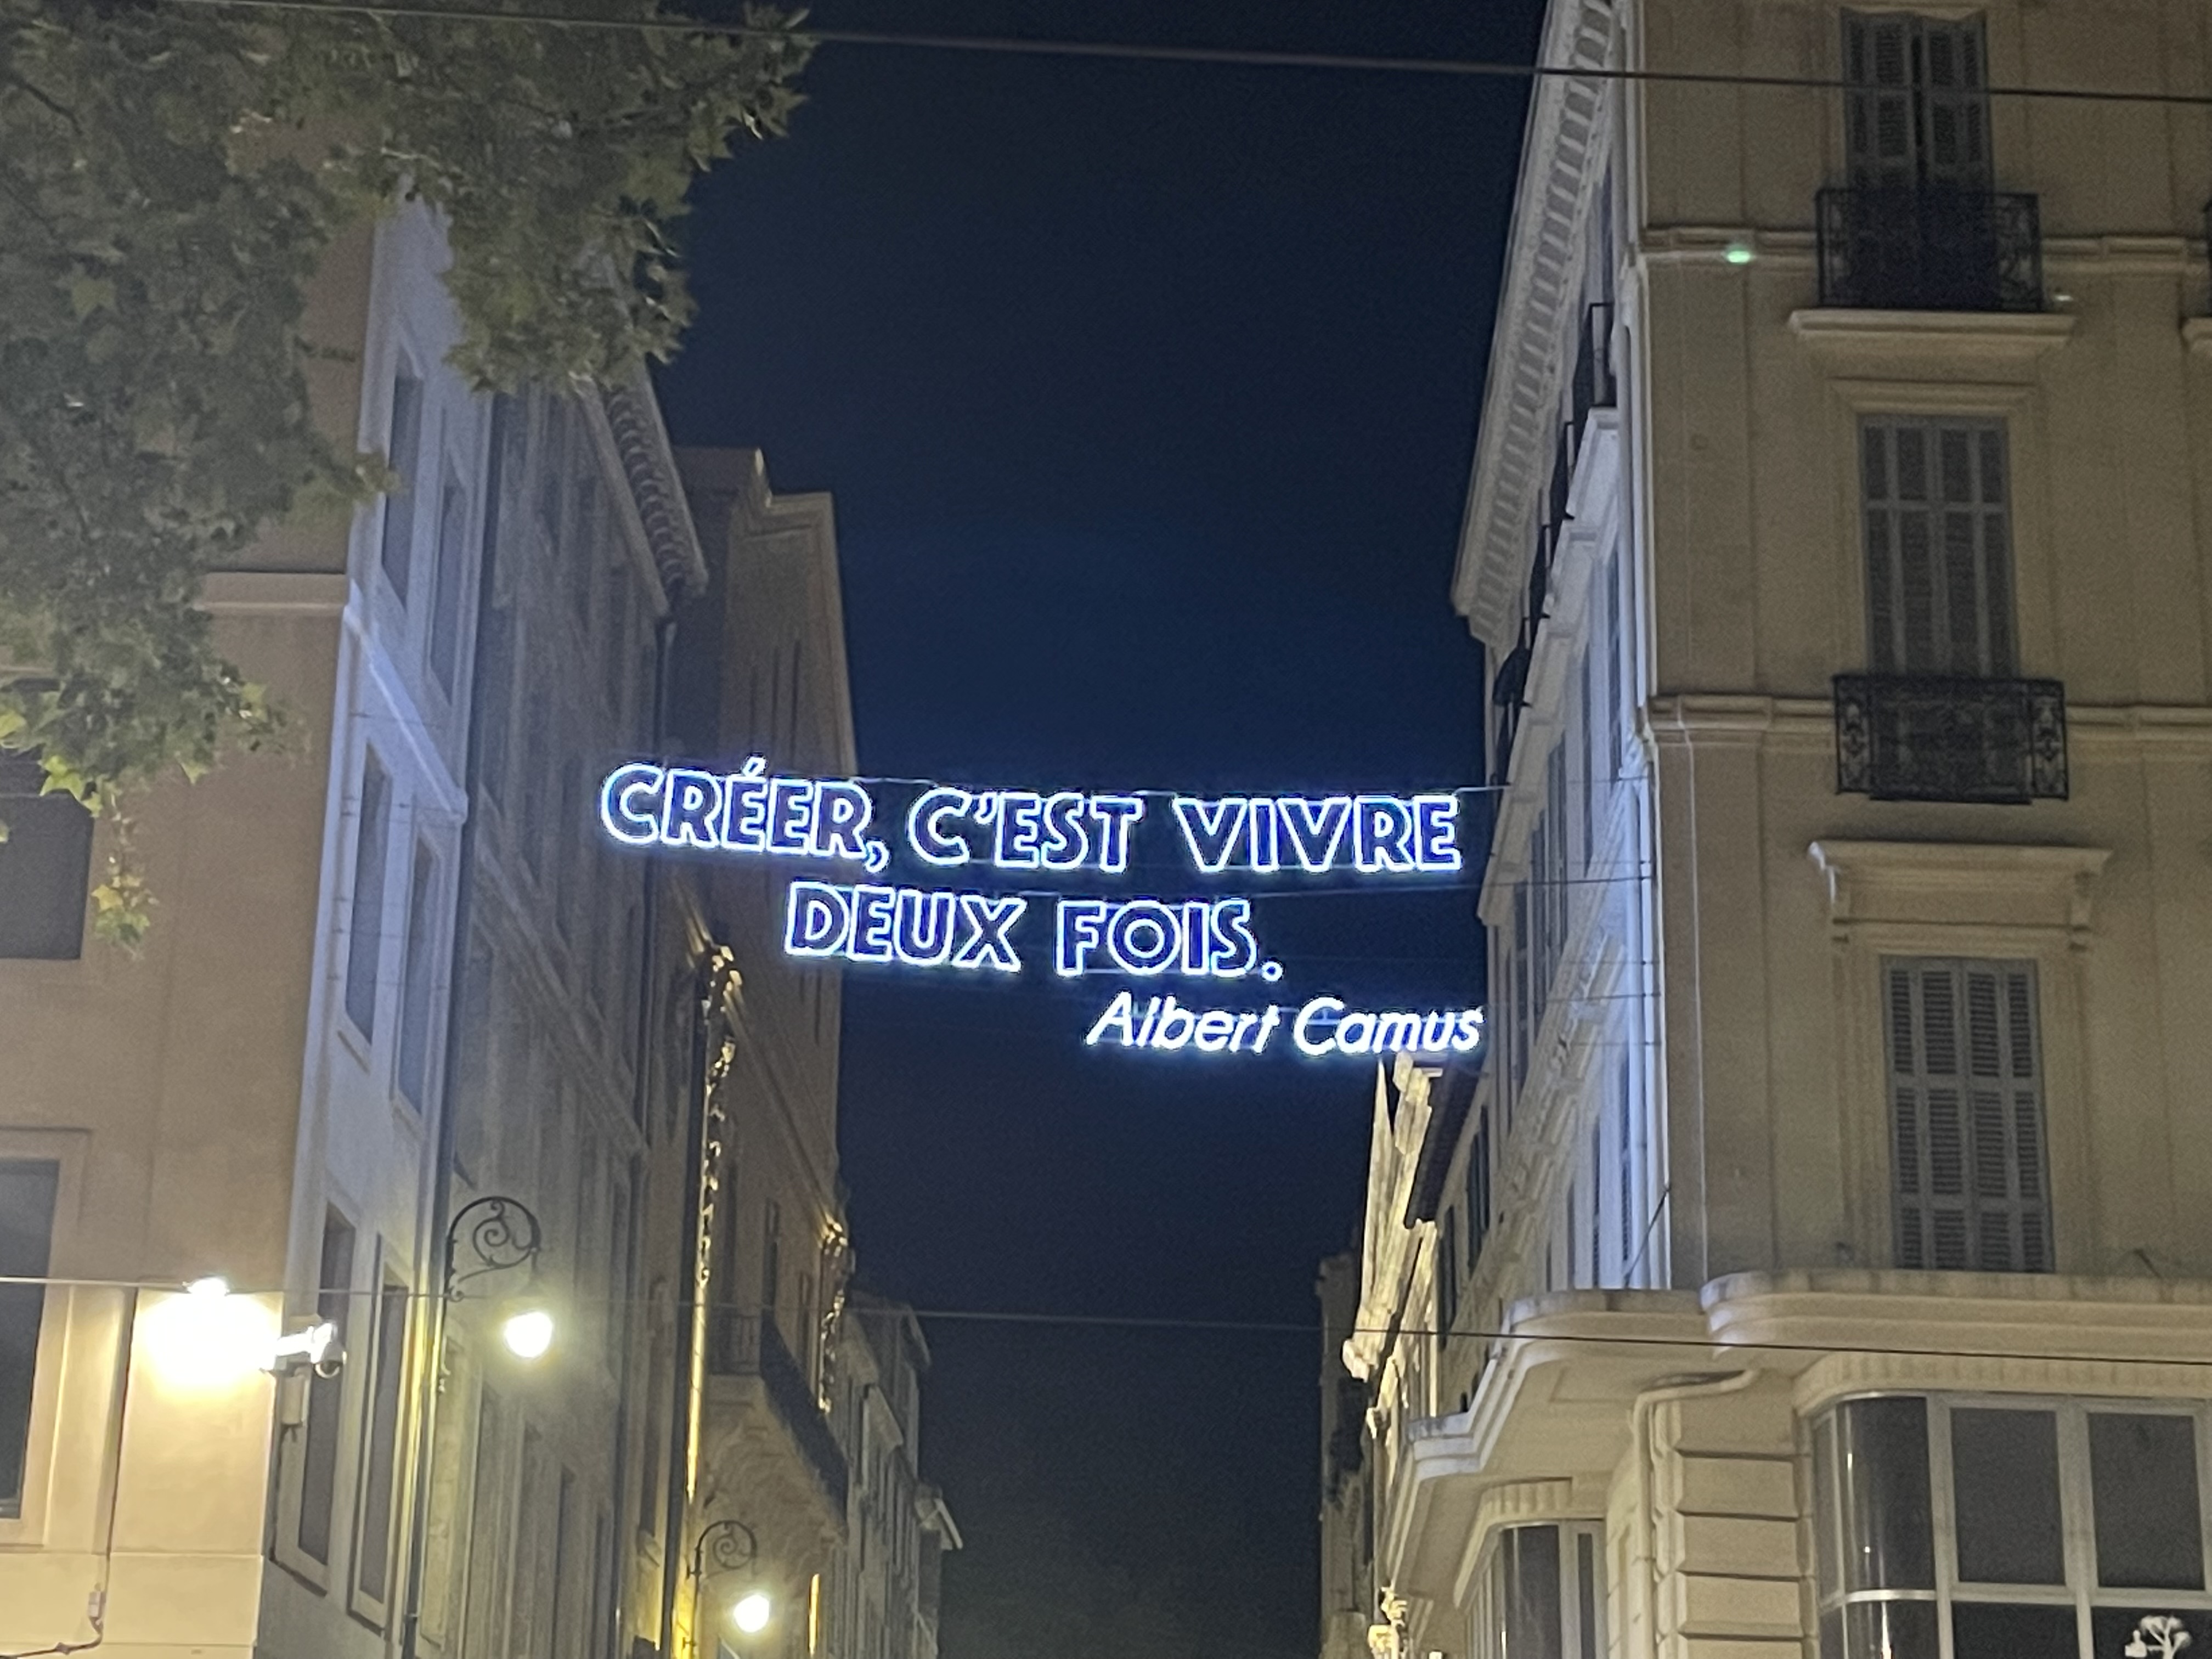 CRÉER, C'EST VIVRE
DEUX FOIS.
Albert Camus